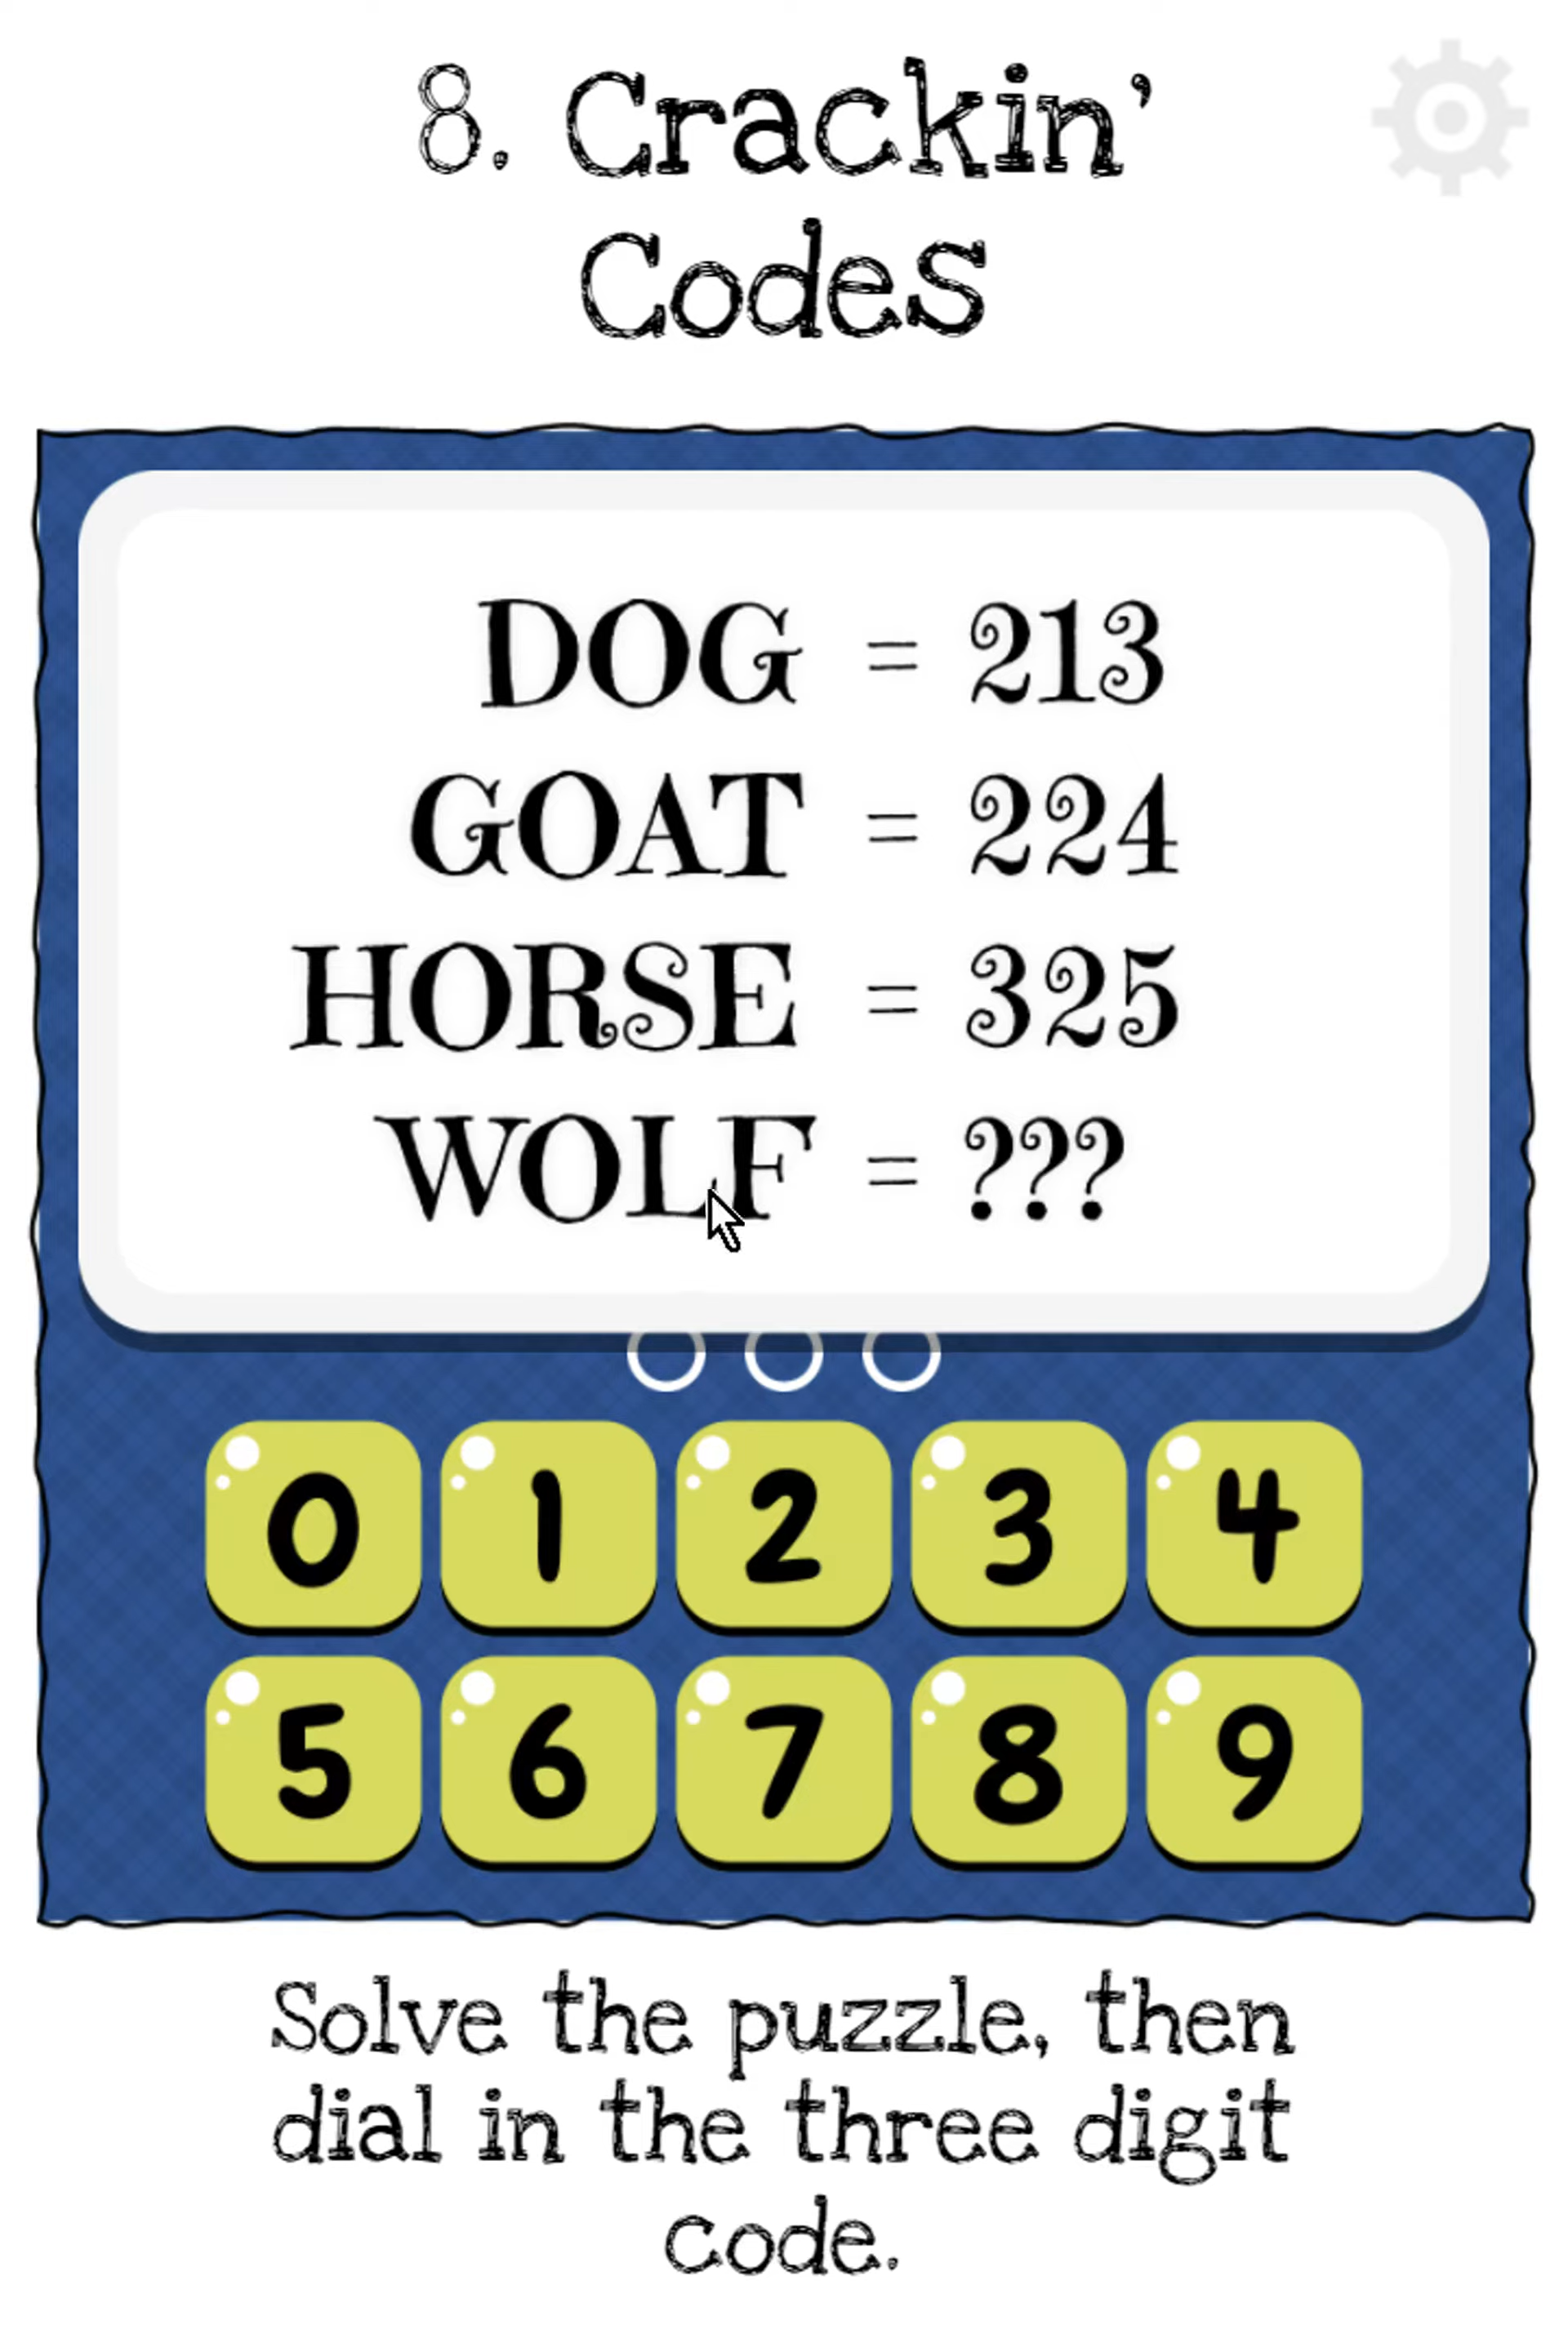 8. Crackin’
Codes
DOG = 213
GOAT = 224
HORSE = 325
WOLF = ???
0 1 2 3 4
5 6 7 8 9
Solve the puzzle, then
dial in the three digit
code.